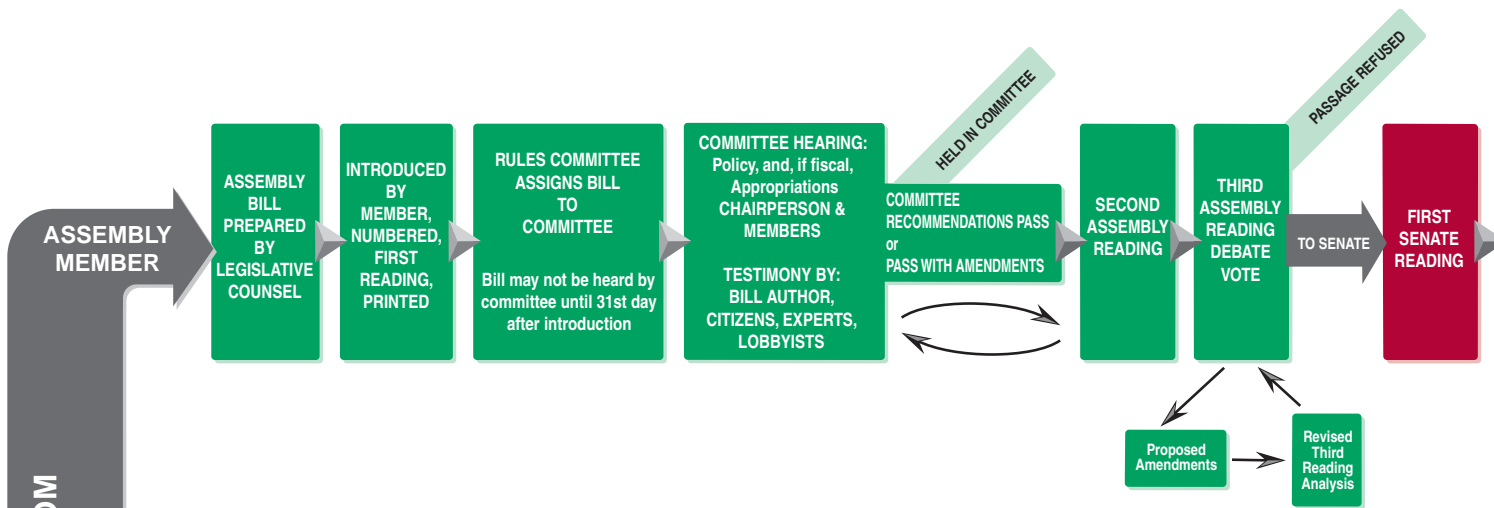 ASSEMBLY
MEMBER
OM
ASSEMBLY
BILL
PREPARED
BY
LEGISLATIVE
COUNSEL
INTRODUCED
BY
MEMBER,
NUMBERED,
FIRST
READING,
PRINTED
RULES COMMITTEE
ASSIGNS BILL
TO
COMMITTEE
Bill may not be heard by
committee until 31st day
after introduction
COMMITTEE HEARING:
Policy, and, if fiscal,
Appropriations
CHAIRPERSON &
MEMBERS
TESTIMONY BY:
BILL AUTHOR,
CITIZENS, EXPERTS,
LOBBYISTS
HELD IN COMMITTEE
COMMITTEE
RECOMMENDATIONS PASS
or
PASS WITH AMENDMENTS
SECOND
ASSEMBLY
READING
THIRD
ASSEMBLY
READING
DEBATE
VOTE
PASSAGE REFUSED
TO SENATE
FIRST
SENATE
READING
Proposed
Amendments
Revised
Third
Reading
Analysis